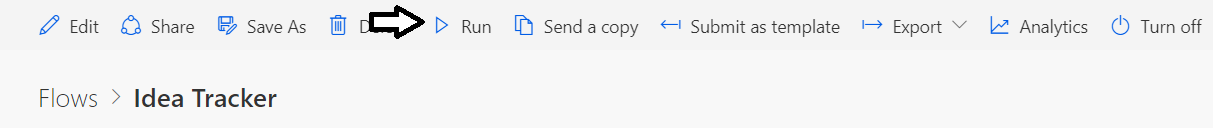 Edit Share Save As Run Send a copy Submit as template Export Analytics Turn off
Flows > Idea Tracker